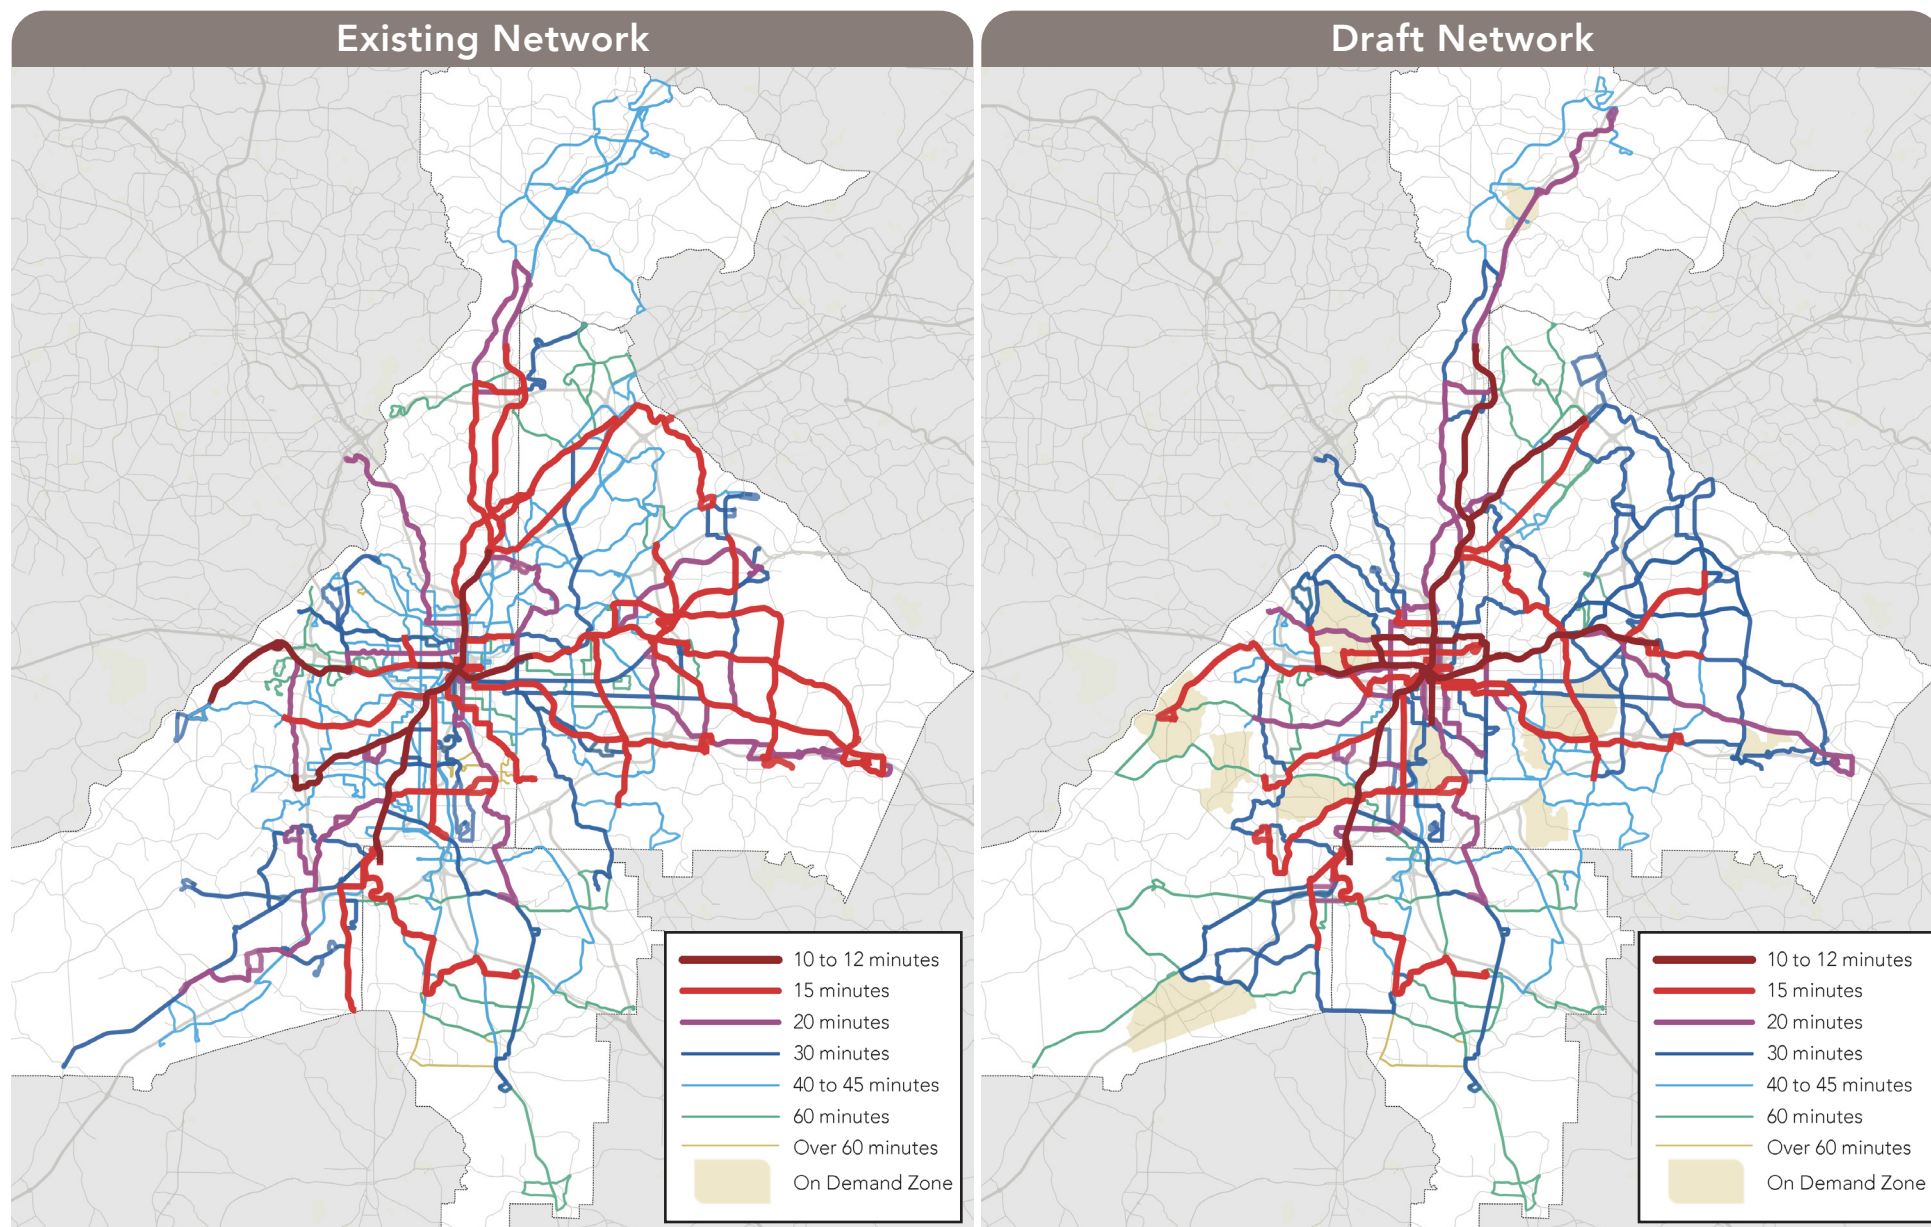 Existing Network
10 to 12 minutes
15 minutes
20 minutes
30 minutes
40 to 45 minutes
60 minutes
Over 60 minutes
On Demand Zone
Draft Network
10 to 12 minutes
15 minutes
20 minutes
30 minutes
40 to 45 minutes
60 minutes
Over 60 minutes
On Demand Zone